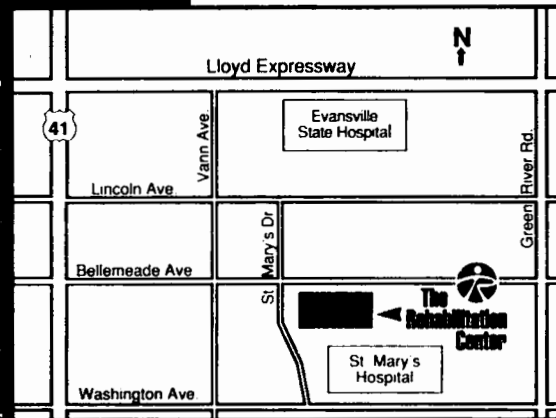 N
Lloyd Expressway
41
Vann Ave.
Evansville
State Hospital
Green River Rd.
Lincoln Ave.
St Mary's Dr
Bellemeade Ave
The
Rehabilitation
Center
St Mary's
Hospital
Washington Ave.